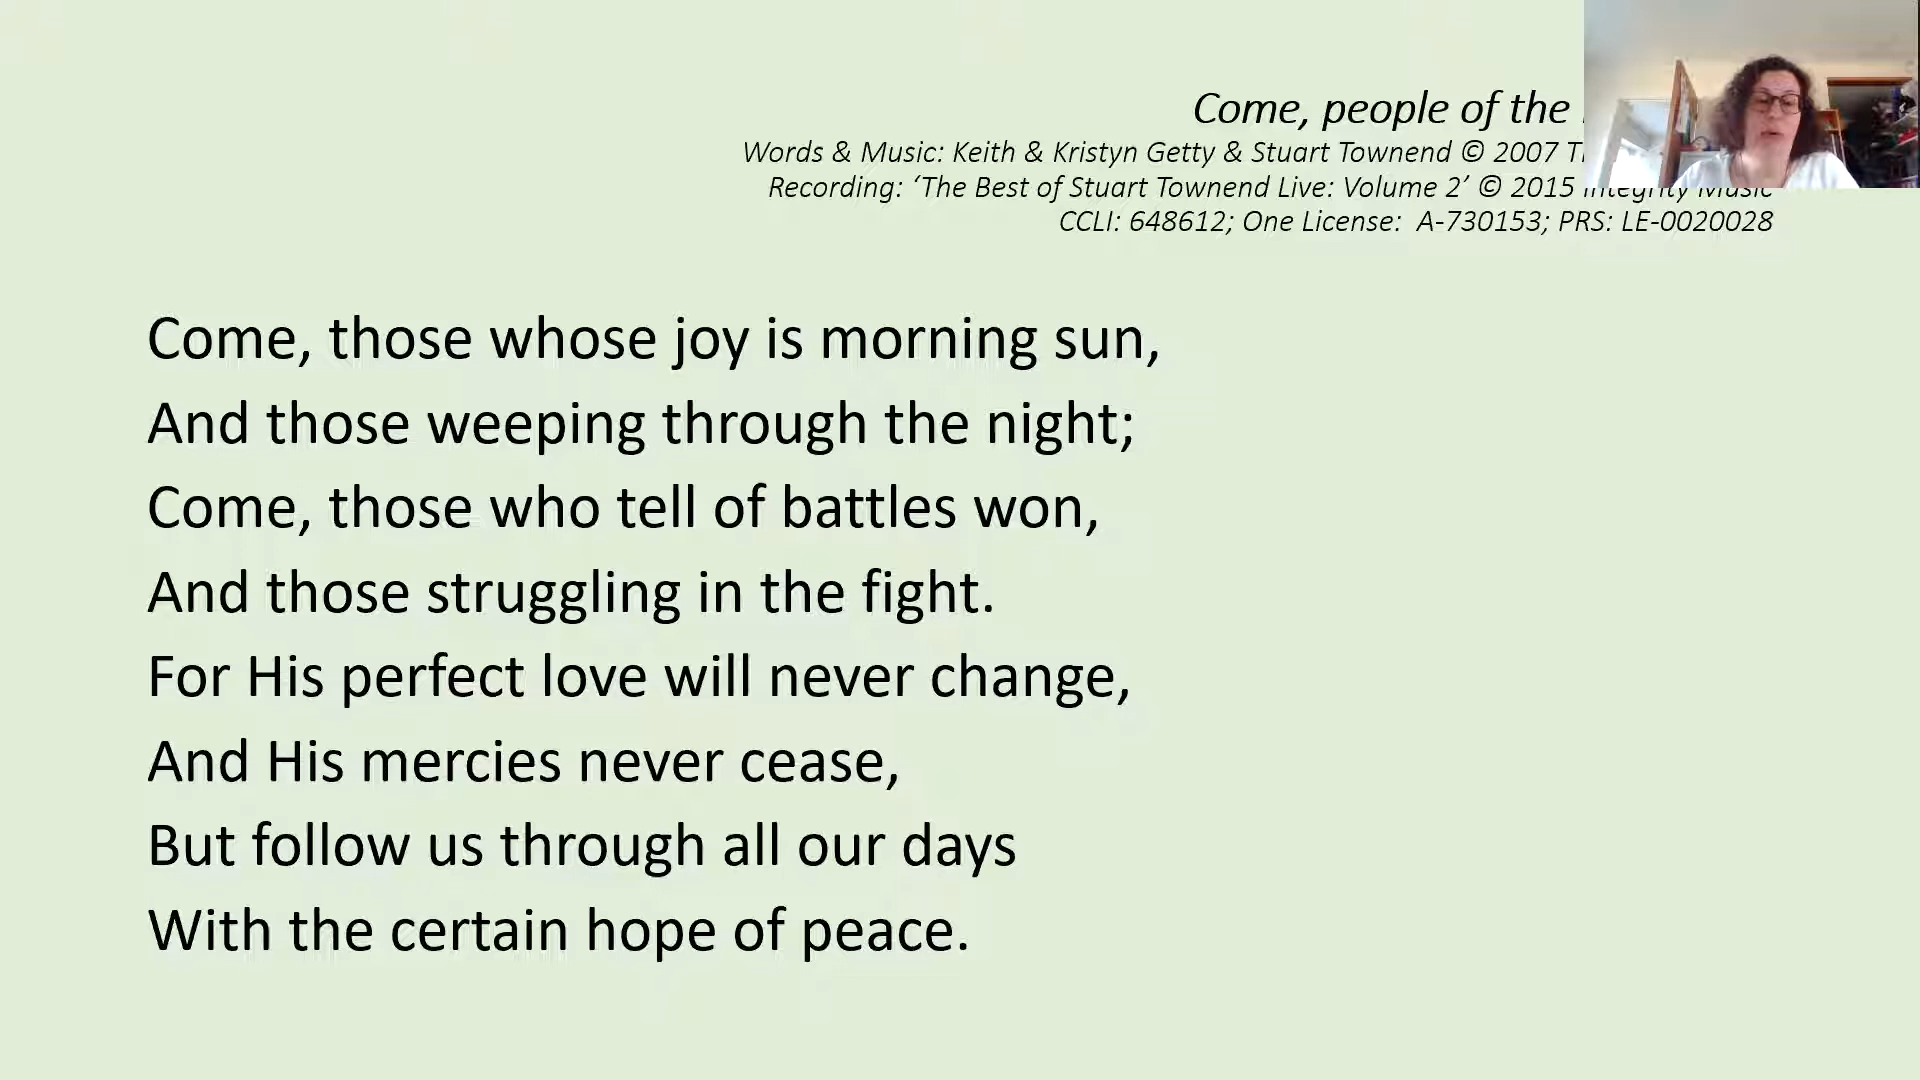 Come, people of the
Words & Music: Keith & Kristyn Getty & Stuart Townend © 2007
Recording: ‘The Best of Stuart Townend Live: Volume 2’ © 2015 Integrity Music
CCLI: 648612; One License:  A-730153; PRS: LE-0020028
Come, those whose joy is morning sun,
And those weeping through the night;
Come, those who tell of battles won,
And those struggling in the fight.
For His perfect love will never change,
And His mercies never cease,
But follow us through all our days
With the certain hope of peace.